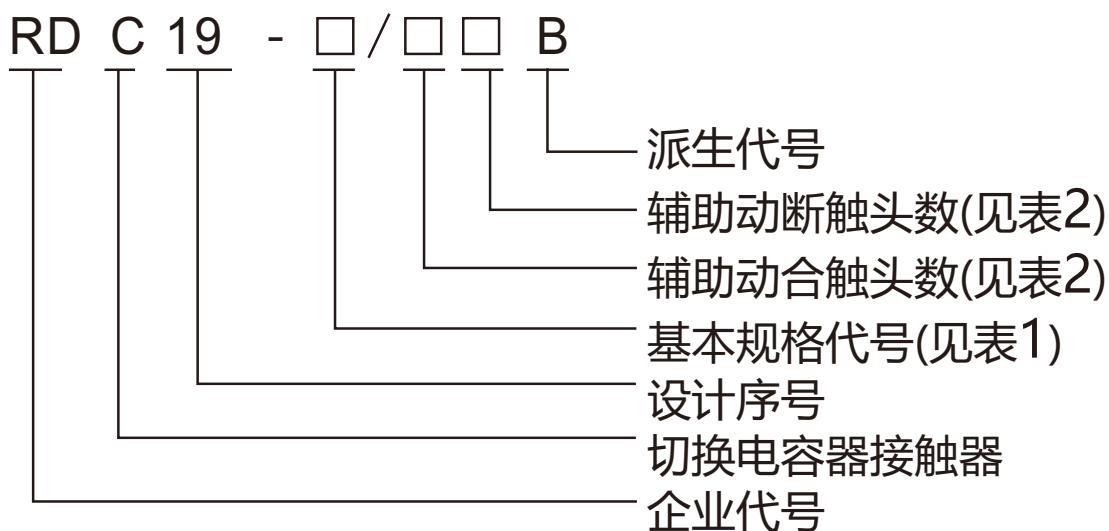 RD C 19 - □/□□ B
派生代号
辅助动断触头数(见表2)
辅助动合触头数(见表2)
基本规格代号(见表1)
设计序号
切换电容器接触器
企业代号